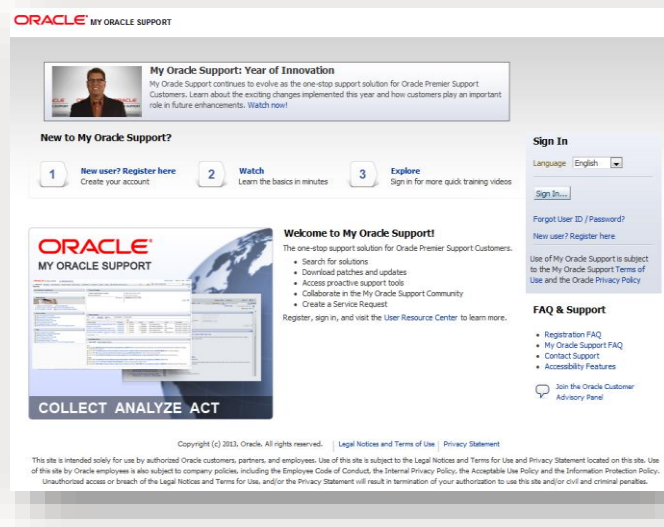 ORACLE® MY ORACLE SUPPORT
My Oracle Support: Year of Innovation
My Oracle Support continues to evolve as the one-stop support solution for Oracle Premier Support
Customers. Learn about the exciting changes implemented this year and how customers play an important
role in future enhancements. Watch now!
New to My Oracle Support?
1
New user? Register here
Create your account
2
Watch
Learn the basics in minutes
3
Explore
Sign in for more quick training videos
Sign In
Language English
Sign In...
Forgot User ID / Password?
New user? Register here
Use of My Oracle Support is subject
to the My Oracle Support Terms of
Use and the Oracle Privacy Policy
ORACLE®
MY ORACLE SUPPORT
COLLECT ANALYZE ACT
Welcome to My Oracle Support!
The one-stop support solution for Oracle Premier Support Customers.
• Search for solutions
• Download patches and updates
• Access proactive support tools
• Collaborate in the My Oracle Support Community
• Create a Service Request
Register, sign in, and visit the User Resource Center to learn more.
FAQ & Support
• Registration FAQ
• My Oracle Support FAQ
• Contact Support
• Accessibility Features
Join the Oracle Customer
Advisory Panel
Copyright (c) 2013, Oracle. All rights reserved. | Legal Notices and Terms of Use | Privacy Statement
This site is intended solely for use by authorized Oracle customers, partners, and employees. Use of this site is subject to the Legal Notices and Terms for Use and Privacy Statement located on this site. Use
of this site by Oracle employees is also subject to company policies, including the Employee Code of Conduct, the Internal Privacy Policy, the Acceptable Use Policy and the Information Protection Policy.
Unauthorized access or breach of the Legal Notices and Terms for Use, and/or the Privacy Statement will result in termination of your authorization to use this site and/or civil and criminal penalties.